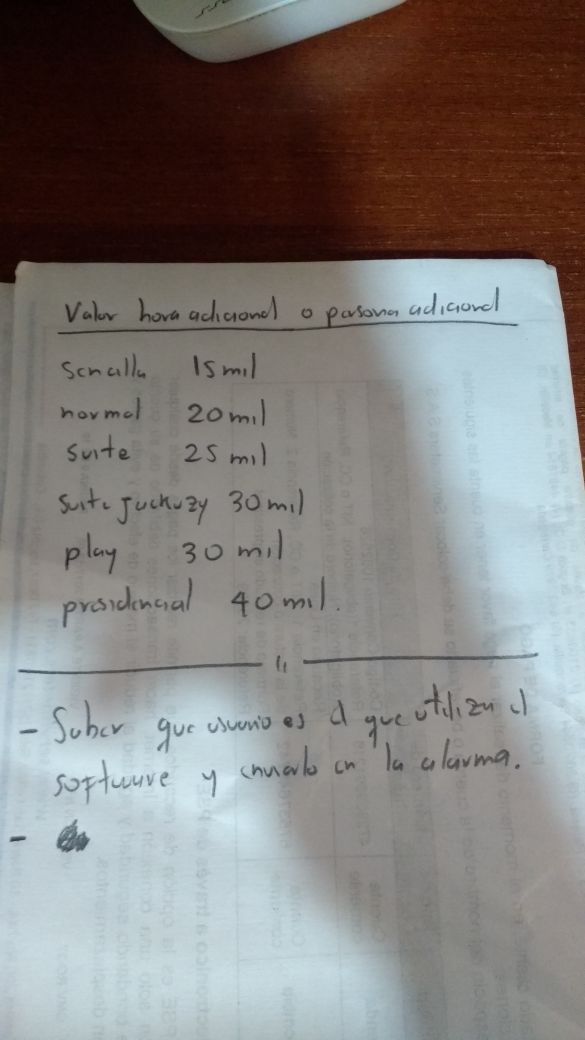 Valor hora adicional o persona adicional
sencilla 15 mil
normal 20 mil
suite 25 mil
suite Jackuzy 30 mil
play 30 mil
presidencial 40 mil.
- Saber que usuario es el que utiliza el
software y enviarlo en la alarma.
-